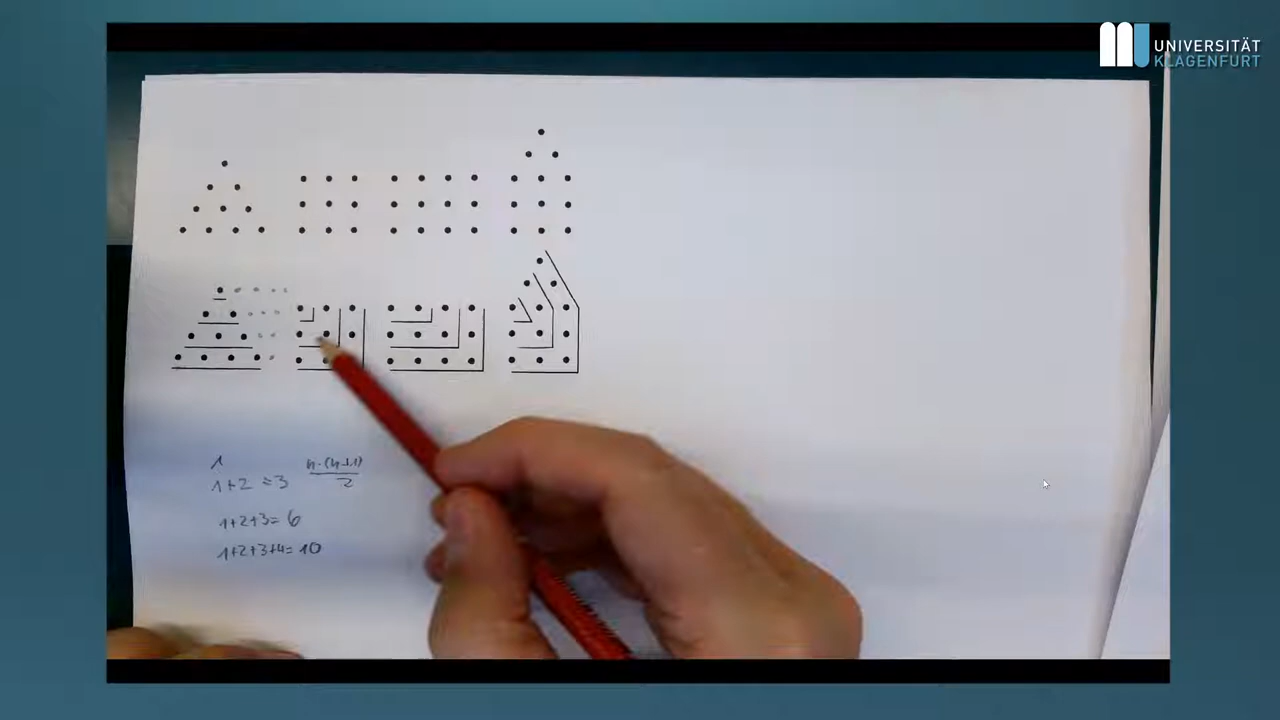 UNIVERSITÄT
KLAGENFURT
1
1+2=3
n·(n+1)
2
1+2+3=6
1+2+3+4=10